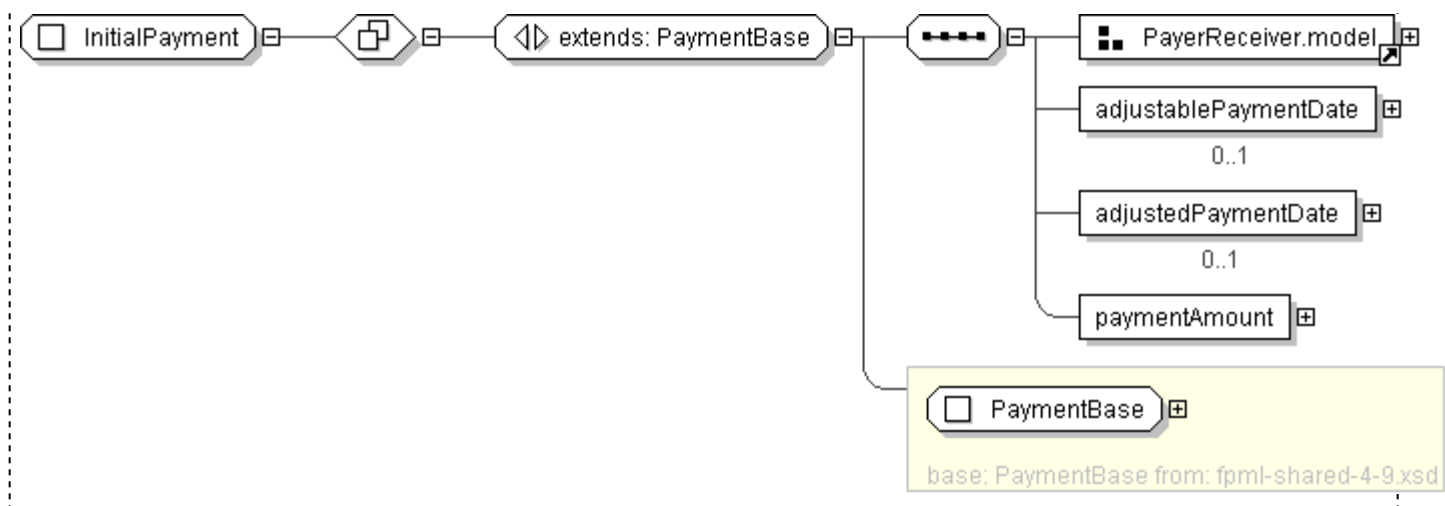 InitialPayment
extends: PaymentBase
PayerReceiver.model
adjustablePaymentDate
0..1
adjustedPaymentDate
0..1
paymentAmount
PaymentBase
base: PaymentBase from: fpml-shared-4-9.xsd